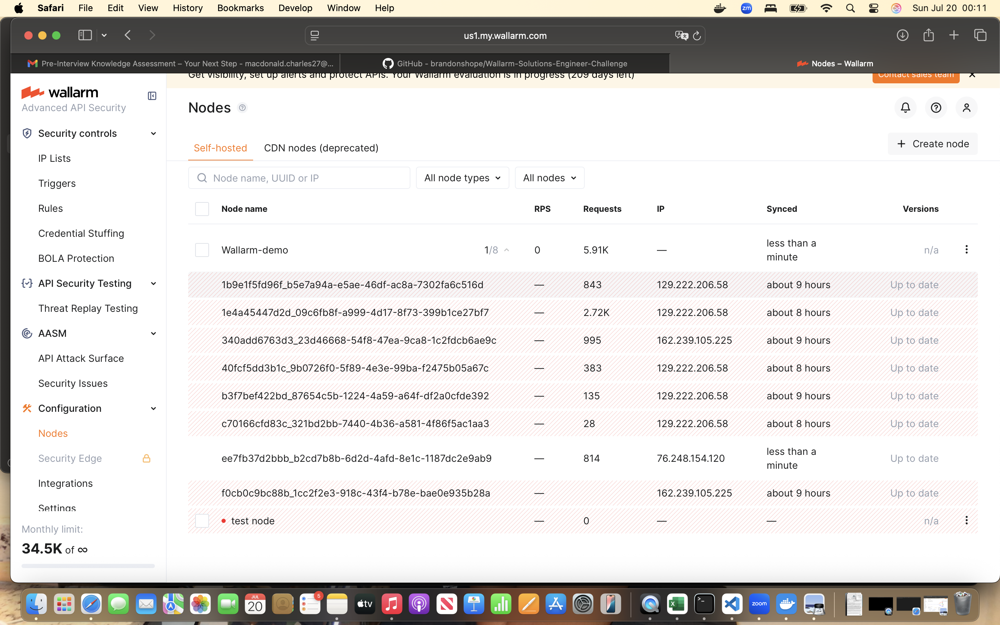 Safari File Edit View History Bookmarks Develop Window Help zm Sun Jul 20 00:11
us1.my.wallarm.com
Pre-Interview Knowledge Assessment – Your Next Step - macdonald.charles27@...
GitHub - brandonshope/Wallarm-Solutions-Engineer-Challenge
Nodes – Wallarm
Get visibility, set up alerts and protect APIs. Your Wallarm evaluation is in progress (209 days left)
Contact sales team
wallarm
Advanced API Security
Security controls
IP Lists
Triggers
Rules
Credential Stuffing
BOLA Protection
API Security Testing
Threat Replay Testing
AASM
API Attack Surface
Security Issues
Configuration
Nodes
Security Edge
Integrations
Settings
Monthly limit:
34.5K of ∞
Nodes
Self-hosted CDN nodes (deprecated)
+ Create node
Node name, UUID or IP All node types All nodes
Node name RPS Requests IP Synced Versions
Wallarm-demo 1/8 0 5.91K — less than a minute n/a
1b9e1f5fd96f_b5e7a94a-e5ae-46df-ac8a-7302fa6c516d — 843 129.222.206.58 about 9 hours Up to date
1e4a45447d2d_09c6fb8f-a999-4d17-8f73-399b1ce27bf7 — 2.72K 129.222.206.58 about 8 hours Up to date
340add6763d3_23d46668-54f8-47ea-9ca8-1c2fdcb6ae9c — 995 162.239.105.225 about 9 hours Up to date
40fcf5dd3b1c_9b0726f0-5f89-4e3e-99ba-f2475b05a67c — 383 129.222.206.58 about 8 hours Up to date
b3f7bef422bd_87654c5b-1224-4a59-a64f-df2a0cfde392 — 135 129.222.206.58 about 9 hours Up to date
c70166cfd83c_321bd2bb-7440-4b36-a581-4f86f5ac1aa3 — 28 129.222.206.58 about 8 hours Up to date
ee7fb37d2bbb_b2cd7b8b-6d2d-4afd-8e1c-1187dc2e9ab9 — 814 76.248.154.120 less than a minute Up to date
f0cb0c9bc88b_1cc2f2e3-918c-43f4-b78e-bae0e935b28a — 162.239.105.225 about 9 hours Up to date
test node — 0 — — n/a
JUL
20
5
tv
zoom